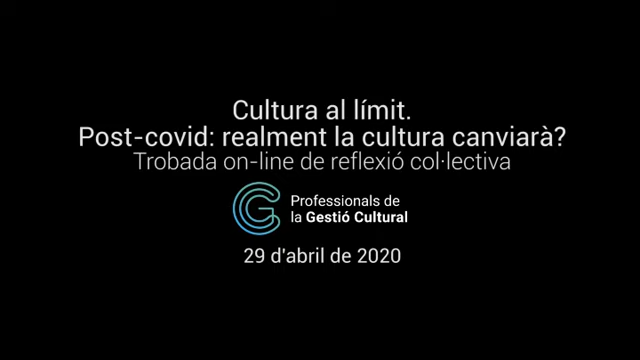 Cultura al límit.
Post-covid: realment la cultura canviarà?
Trobada on-line de reflexió col·lectiva
Professionals de
la Gestió Cultural
29 d'abril de 2020